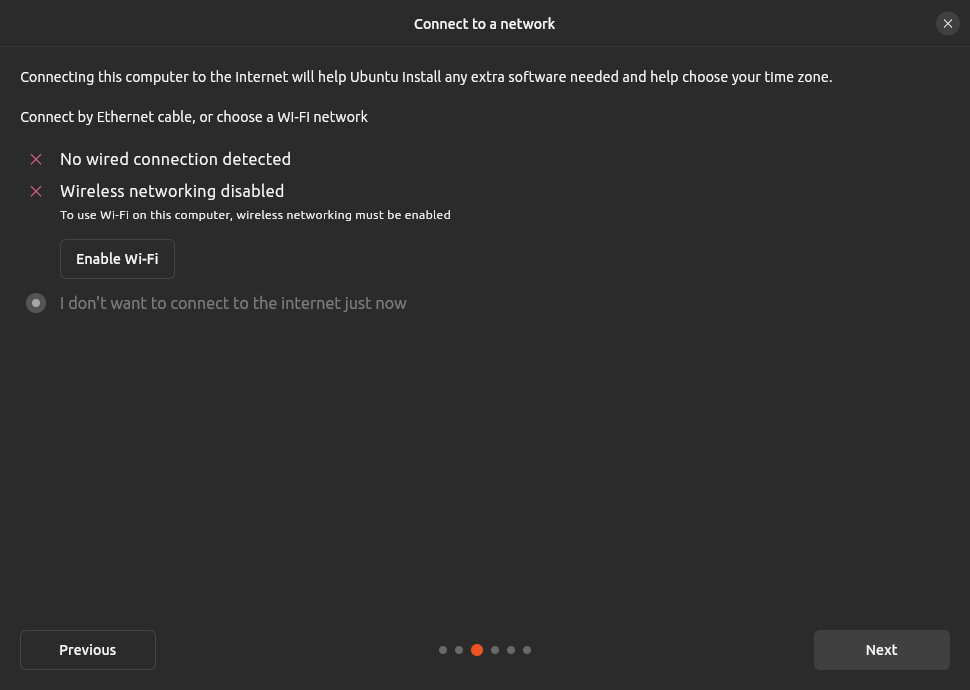 Connect to a network
Connecting this computer to the internet will help Ubuntu install any extra software needed and help choose your time zone.
Connect by Ethernet cable, or choose a Wi-Fi network
No wired connection detected
Wireless networking disabled
To use Wi-Fi on this computer, wireless networking must be enabled
Enable Wi-Fi
I don't want to connect to the internet just now
Previous
Next